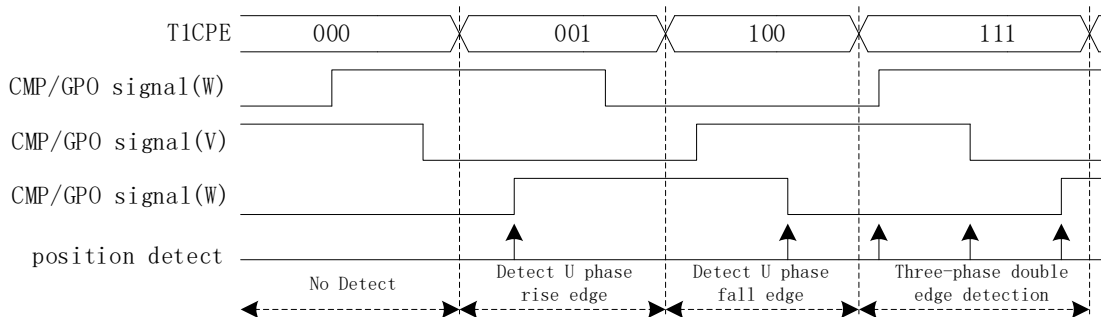 T1CPE 000 001 100 111
CMP/GPO signal(W)
CMP/GPO signal(V)
CMP/GPO signal(W)
position detect
No Detect
Detect U phase
rise edge
Detect U phase
fall edge
Three-phase double
edge detection